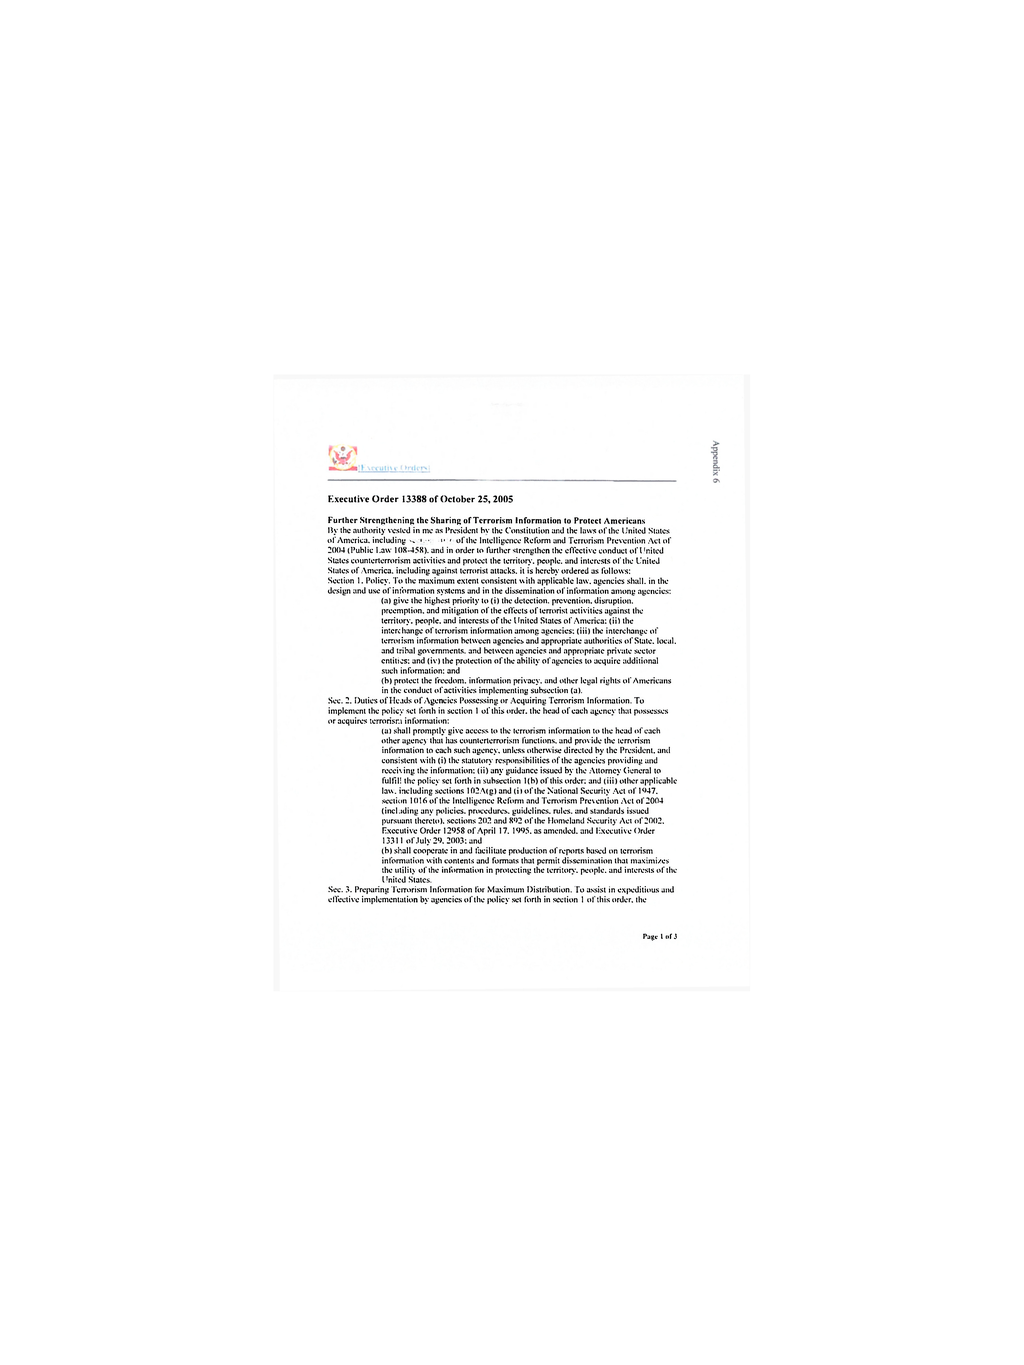 Appendix 6
[Executive Orders]
Executive Order 13388 of October 25, 2005
Further Strengthening the Sharing of Terrorism Information to Protect Americans
By the authority vested in me as President by the Constitution and the laws of the United States
of America, including of the Intelligence Reform and Terrorism Prevention Act of
2004 (Public Law 108-458), and in order to further strengthen the effective conduct of United
States counterterrorism activities and protect the territory, people, and interests of the United
States of America, including against terrorist attacks, it is hereby ordered as follows:
Section 1. Policy. To the maximum extent consistent with applicable law, agencies shall, in the
design and use of information systems and in the dissemination of information among agencies:
(a) give the highest priority to (i) the detection, prevention, disruption,
preemption, and mitigation of the effects of terrorist activities against the
territory, people, and interests of the United States of America; (ii) the
interchange of terrorism information among agencies; (iii) the interchange of
terrorism information between agencies and appropriate authorities of State, local,
and tribal governments, and between agencies and appropriate private sector
entities; and (iv) the protection of the ability of agencies to acquire additional
such information; and
(b) protect the freedom, information privacy, and other legal rights of Americans
in the conduct of activities implementing subsection (a).
Sec. 2. Duties of Heads of Agencies Possessing or Acquiring Terrorism Information. To
implement the policy set forth in section 1 of this order, the head of each agency that possesses
or acquires terrorism information:
(a) shall promptly give access to the terrorism information to the head of each
other agency that has counterterrorism functions, and provide the terrorism
information to each such agency, unless otherwise directed by the President, and
consistent with (i) the statutory responsibilities of the agencies providing and
receiving the information; (ii) any guidance issued by the Attorney General to
fulfill the policy set forth in subsection 1(b) of this order; and (iii) other applicable
law, including sections 102A(g) and (i) of the National Security Act of 1947,
section 1016 of the Intelligence Reform and Terrorism Prevention Act of 2004
(including any policies, procedures, guidelines, rules, and standards issued
pursuant thereto), sections 202 and 892 of the Homeland Security Act of 2002,
Executive Order 12958 of April 17, 1995, as amended, and Executive Order
13311 of July 29, 2003; and
(b) shall cooperate in and facilitate production of reports based on terrorism
information with contents and formats that permit dissemination that maximizes
the utility of the information in protecting the territory, people, and interests of the
United States.
Sec. 3. Preparing Terrorism Information for Maximum Distribution. To assist in expeditious and
effective implementation by agencies of the policy set forth in section 1 of this order, the
Page 1 of 3